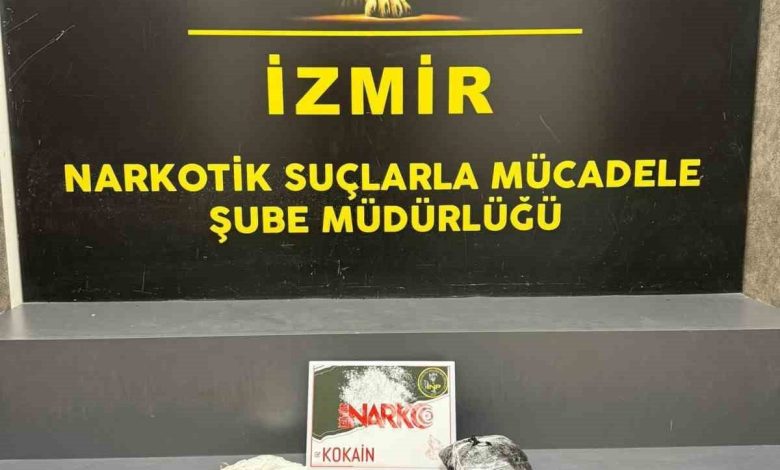 İZMİR
NARKOTİK SUÇLARLA MÜCADELE
ŞUBE MÜDÜRLÜĞÜ
NARKO
KOKAİN